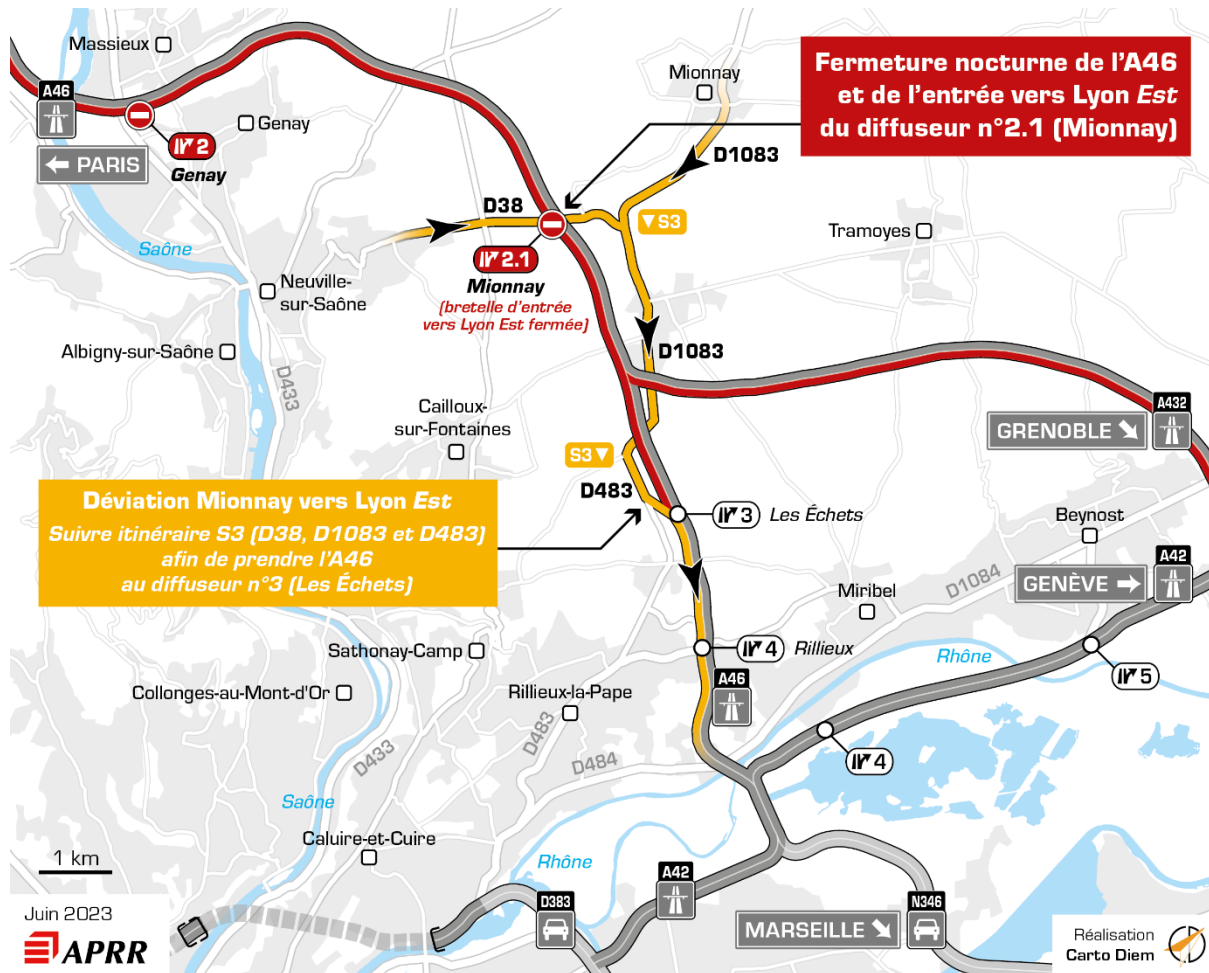 Massieux
A46
PARIS
2
Genay
Genay
Mionnay
Fermeture nocturne de l'A46
et de l'entrée vers Lyon Est
du diffuseur n°2.1 (Mionnay)
D1083
D38
S3
Tramoyes
Saône
2.1
Mionnay
(bretelle d'entrée
vers Lyon Est fermée)
Neuville-
sur-Saône
Albigny-sur-Saône
D433
D1083
Cailloux-
sur-Fontaines
A432
GRENOBLE
S3
D483
Déviation Mionnay vers Lyon Est
Suivre itinéraire S3 (D38, D1083 et D483)
afin de prendre l'A46
au diffuseur n°3 (Les Échets)
3
Les Échets
Beynost
A42
GENÈVE
D1084
Miribel
Sathonay-Camp
4
Rillieux
Rhône
5
Collonges-au-Mont-d'Or
Rillieux-la-Pape
A46
D483
D433
D484
4
Saône
Caluire-et-Cuire
Rhône
1 km
A42
D383
N346
MARSEILLE
Juin 2023
APRR
Réalisation
Carto Diem